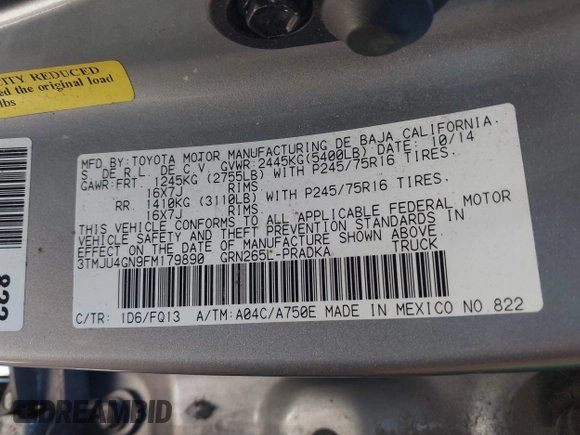 CITY REDUCED
the original load
lbs
MFD.BY:TOYOTA MOTOR MANUFACTURING DE BAJA CALIFORNIA.
S. DE R.L. DE C.V. GVWR:2445KG(5400LB) DATE: 10/14
GAWR:FRT. 1245KG (2755LB) WITH P245/75R16 TIRES.
16X7J RIMS
RR. 1410KG (3110LB) WITH P245/75R16 TIRES,
16X7J RIMS
THIS VEHICLE CONFORMS TO ALL APPLICABLE FEDERAL MOTOR
VEHICLE SAFETY AND THEFT PREVENTION STANDARDS IN
EFFECT ON THE DATE OF MANUFACTURE SHOWN ABOVE.
3TMJU4GN9FM179890 GRN265L-PRADKA TRUCK
C/TR: 1D6/FQ13 A/TM:A04C/A750E MADE IN MEXICO NO.822
822
DREAMBID